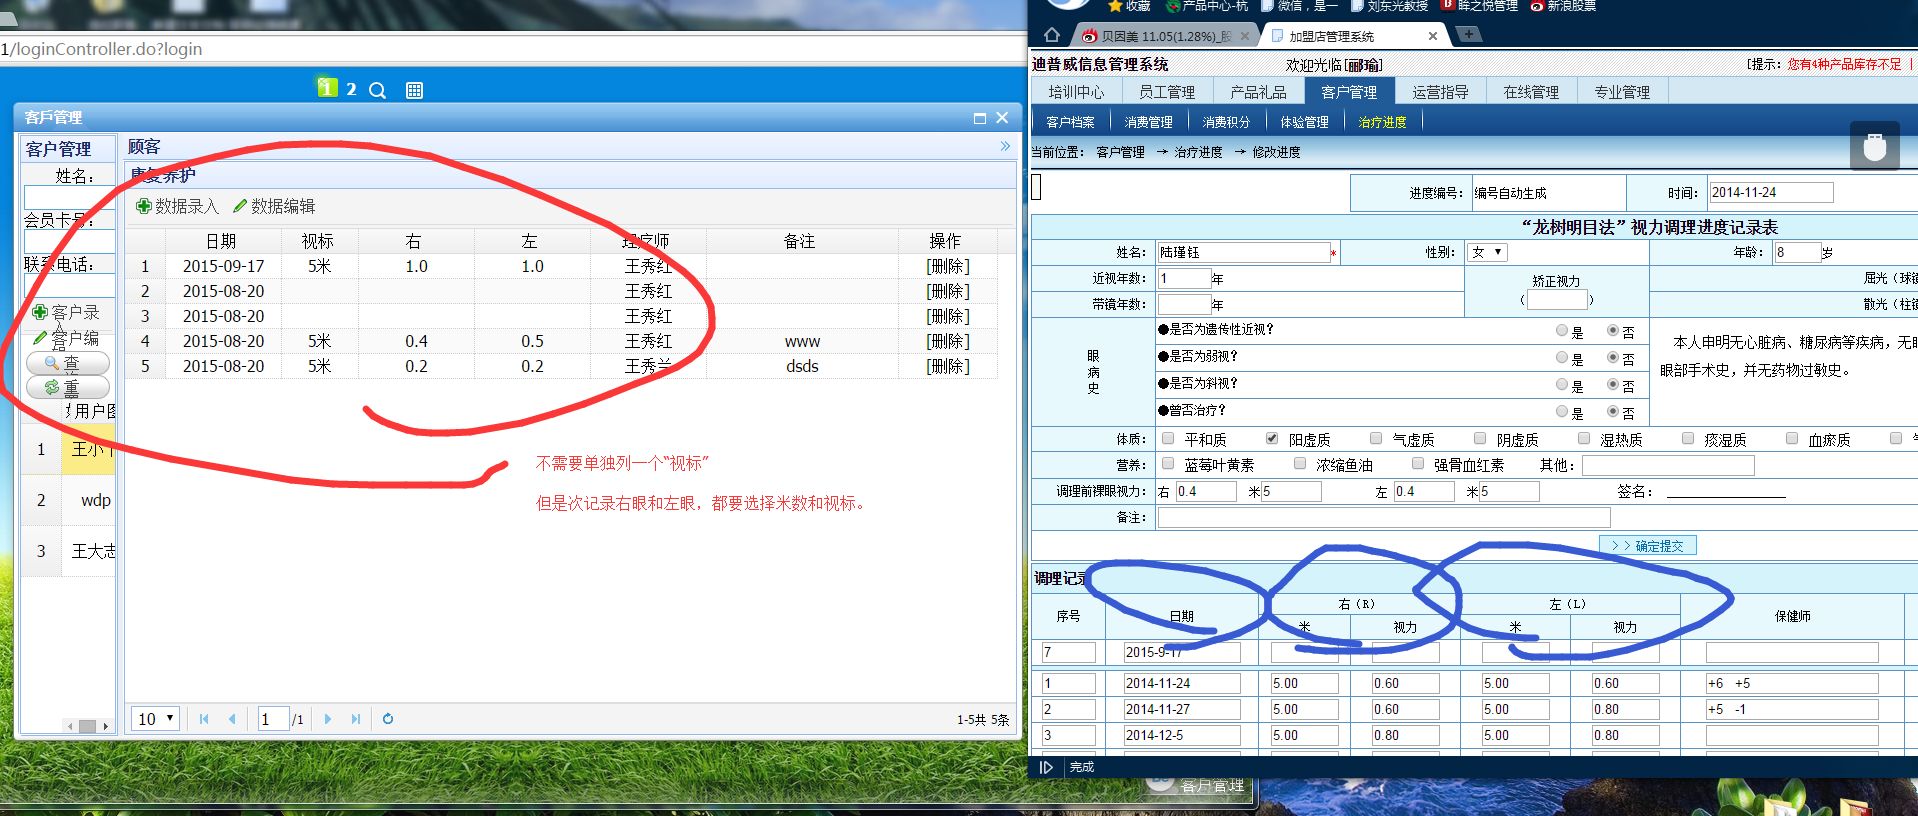 1/loginController.do?login
1 2
客戶管理
客户管理
姓名：
会员卡号：
联系电话：
客户录
客户编
查
重
用户
1 王小
2 wdp
3 王大志
顾客
康复养护
数据录入 数据编辑
日期 视标 右 左 理疗师 备注 操作
1 2015-09-17 5米 1.0 1.0 王秀红 [删除]
2 2015-08-20 王秀红 [删除]
3 2015-08-20 王秀红 [删除]
4 2015-08-20 5米 0.4 0.5 王秀红 www [删除]
5 2015-08-20 5米 0.2 0.2 王秀兰 dsds [删除]
不需要单独列一个“视标”
但是次记录右眼和左眼，都要选择米数和视标。
10 1 /1 1-5共 5条
收藏 产品中心-杭 微信，是一 刘东光教授 眸之悦管理 新浪股票
贝因美 11.05(1.28%)_股 加盟店管理系统
迪普威信息管理系统 欢迎光临[郦瑜] [提示：您有4种产品库存不足 |
培训中心 员工管理 产品礼品 客户管理 运营指导 在线管理 专业管理
客户档案 消费管理 消费积分 体验管理 治疗进度
当前位置： 客户管理 → 治疗进度 → 修改进度
进度编号： 编号自动生成 时间： 2014-11-24
“龙树明目法”视力调理进度记录表
姓名： 陆瑾钰 * 性别： 女 年龄： 8 岁
近视年数： 1 年 矫正视力 屈光（球镜
带镜年数： 年 （ ） 散光（柱镜
眼病史
●是否为遗传性近视？ 是 否
●是否为弱视？ 是 否
●是否为斜视？ 是 否
●曾否治疗？ 是 否
本人申明无心脏病、糖尿病等疾病，无眼
眼部手术史，并无药物过敏史。
体质： 平和质 阳虚质 气虚质 阴虚质 湿热质 痰湿质 血瘀质
营养： 蓝莓叶黄素 浓缩鱼油 强骨血红素 其他：
调理前裸眼视力： 右 0.4 米 5 左 0.4 米 5 签名：
备注：
>>确定提交
调理记录
序号 日期 右（R） 左（L） 保健师
米 视力 米 视力
7 2015-9-17
1 2014-11-24 5.00 0.60 5.00 0.60 +6 +5
2 2014-11-27 5.00 0.60 5.00 0.80 +5 -1
3 2014-12-5 5.00 0.80 5.00 0.80
完成
客户管理